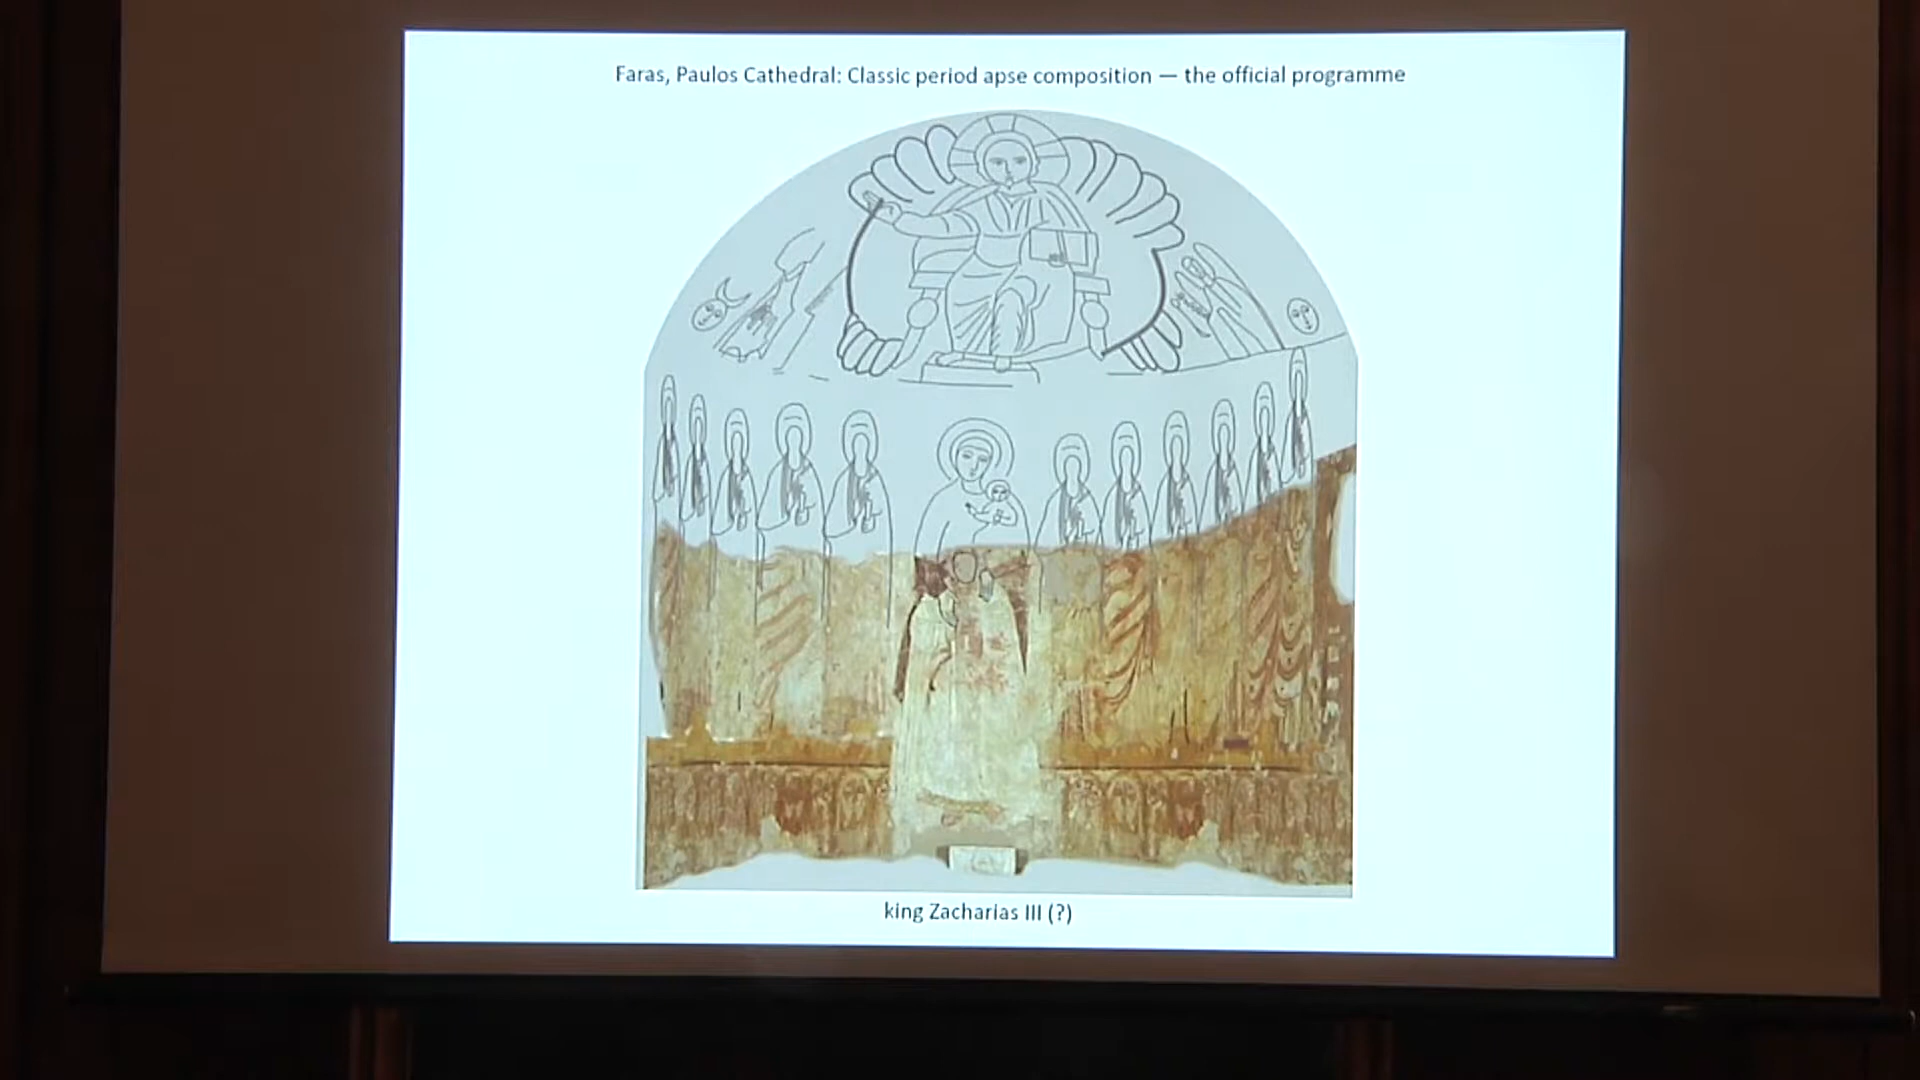 Faras, Paulos Cathedral: Classic period apse composition — the official programme
king Zacharias III (?)